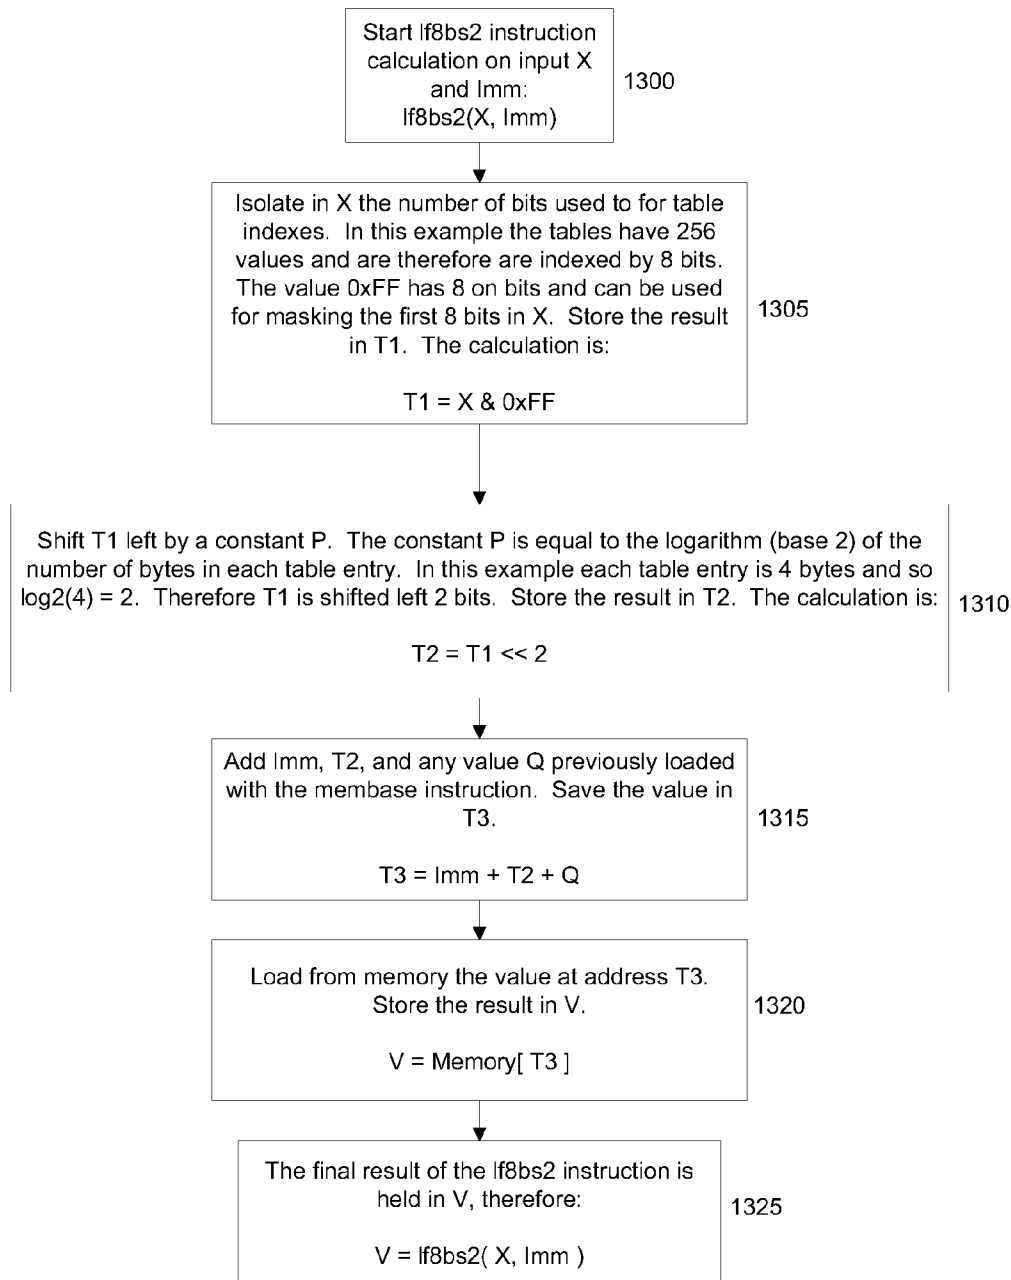 Start lf8bs2 instruction
calculation on input X
and Imm:
lf8bs2(X, Imm)
1300
Isolate in X the number of bits used to for table
indexes. In this example the tables have 256
values and are therefore are indexed by 8 bits.
The value 0xFF has 8 on bits and can be used
for masking the first 8 bits in X. Store the result
in T1. The calculation is:
T1 = X & 0xFF
1305
Shift T1 left by a constant P. The constant P is equal to the logarithm (base 2) of the
number of bytes in each table entry. In this example each table entry is 4 bytes and so
log2(4) = 2. Therefore T1 is shifted left 2 bits. Store the result in T2. The calculation is:
T2 = T1 << 2
1310
Add Imm, T2, and any value Q previously loaded
with the membase instruction. Save the value in
T3.
T3 = Imm + T2 + Q
1315
Load from memory the value at address T3.
Store the result in V.
V = Memory[ T3 ]
1320
The final result of the lf8bs2 instruction is
held in V, therefore:
V = lf8bs2( X, Imm )
1325